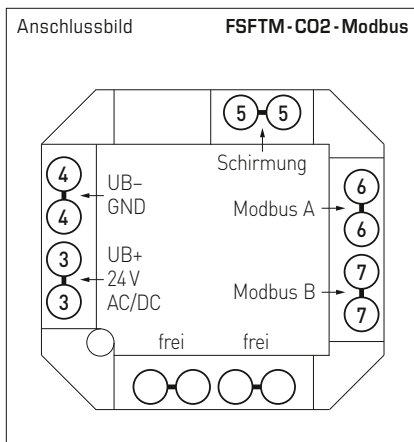 Anschlussbild FSFTM-CO2-Modbus
5 5
Schirmung
4
4
UB–
GND
3
3
UB+
24 V
AC/DC
Modbus A
6
6
Modbus B
7
7
frei frei